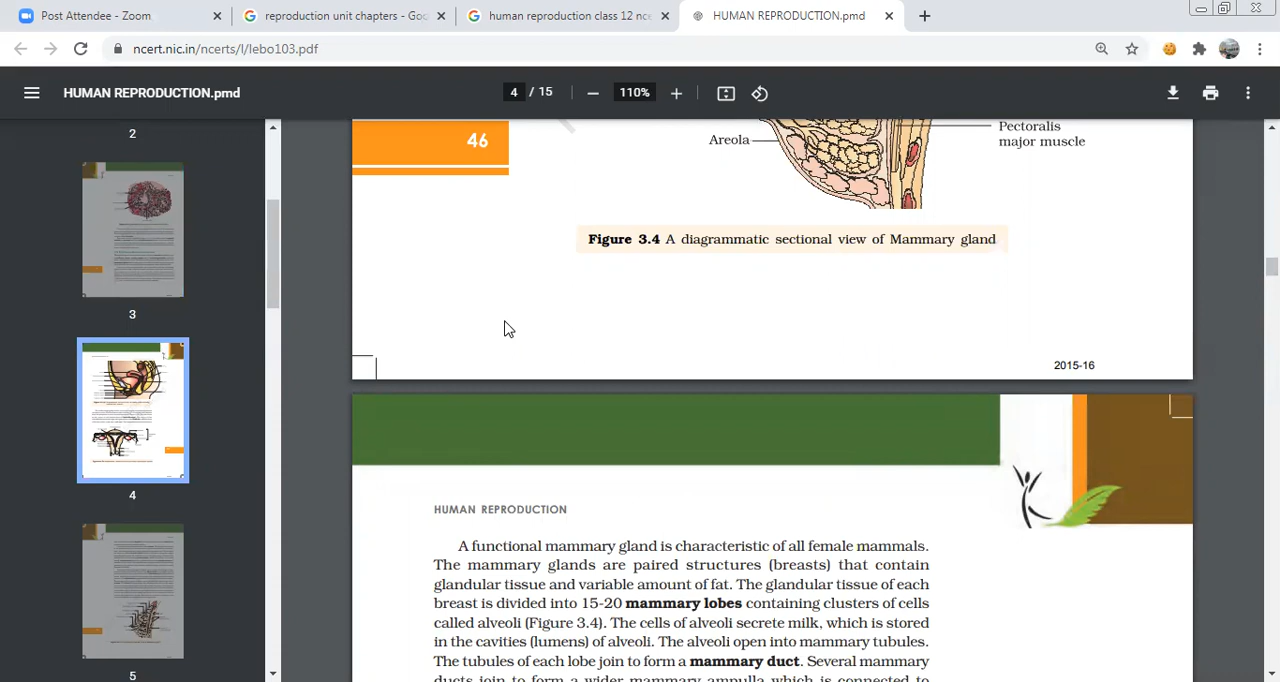 Post Attendee - Zoom
reproduction unit chapters - Goo
human reproduction class 12 nce
HUMAN REPRODUCTION.pmd
ncert.nic.in/ncerts/l/lebo103.pdf
HUMAN REPRODUCTION.pmd
4 / 15
110%
2
3
4
5
46
Areola
Pectoralis
major muscle
Figure 3.4 A diagrammatic sectional view of Mammary gland
2015-16
HUMAN REPRODUCTION
A functional mammary gland is characteristic of all female mammals.
The mammary glands are paired structures (breasts) that contain
glandular tissue and variable amount of fat. The glandular tissue of each
breast is divided into 15-20 mammary lobes containing clusters of cells
called alveoli (Figure 3.4). The cells of alveoli secrete milk, which is stored
in the cavities (lumens) of alveoli. The alveoli open into mammary tubules.
The tubules of each lobe join to form a mammary duct. Several mammary
ducts join to form a wider mammary ampulla which is connected to